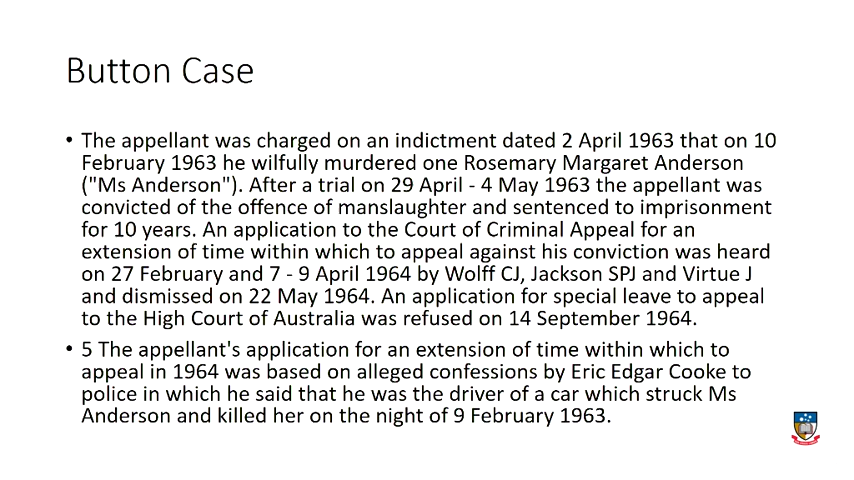 Button Case
• The appellant was charged on an indictment dated 2 April 1963 that on 10
February 1963 he wilfully murdered one Rosemary Margaret Anderson
("Ms Anderson"). After a trial on 29 April - 4 May 1963 the appellant was
convicted of the offence of manslaughter and sentenced to imprisonment
for 10 years. An application to the Court of Criminal Appeal for an
extension of time within which to appeal against his conviction was heard
on 27 February and 7 - 9 April 1964 by Wolff CJ, Jackson SPJ and Virtue J
and dismissed on 22 May 1964. An application for special leave to appeal
to the High Court of Australia was refused on 14 September 1964.
• 5 The appellant's application for an extension of time within which to
appeal in 1964 was based on alleged confessions by Eric Edgar Cooke to
police in which he said that he was the driver of a car which struck Ms
Anderson and killed her on the night of 9 February 1963.